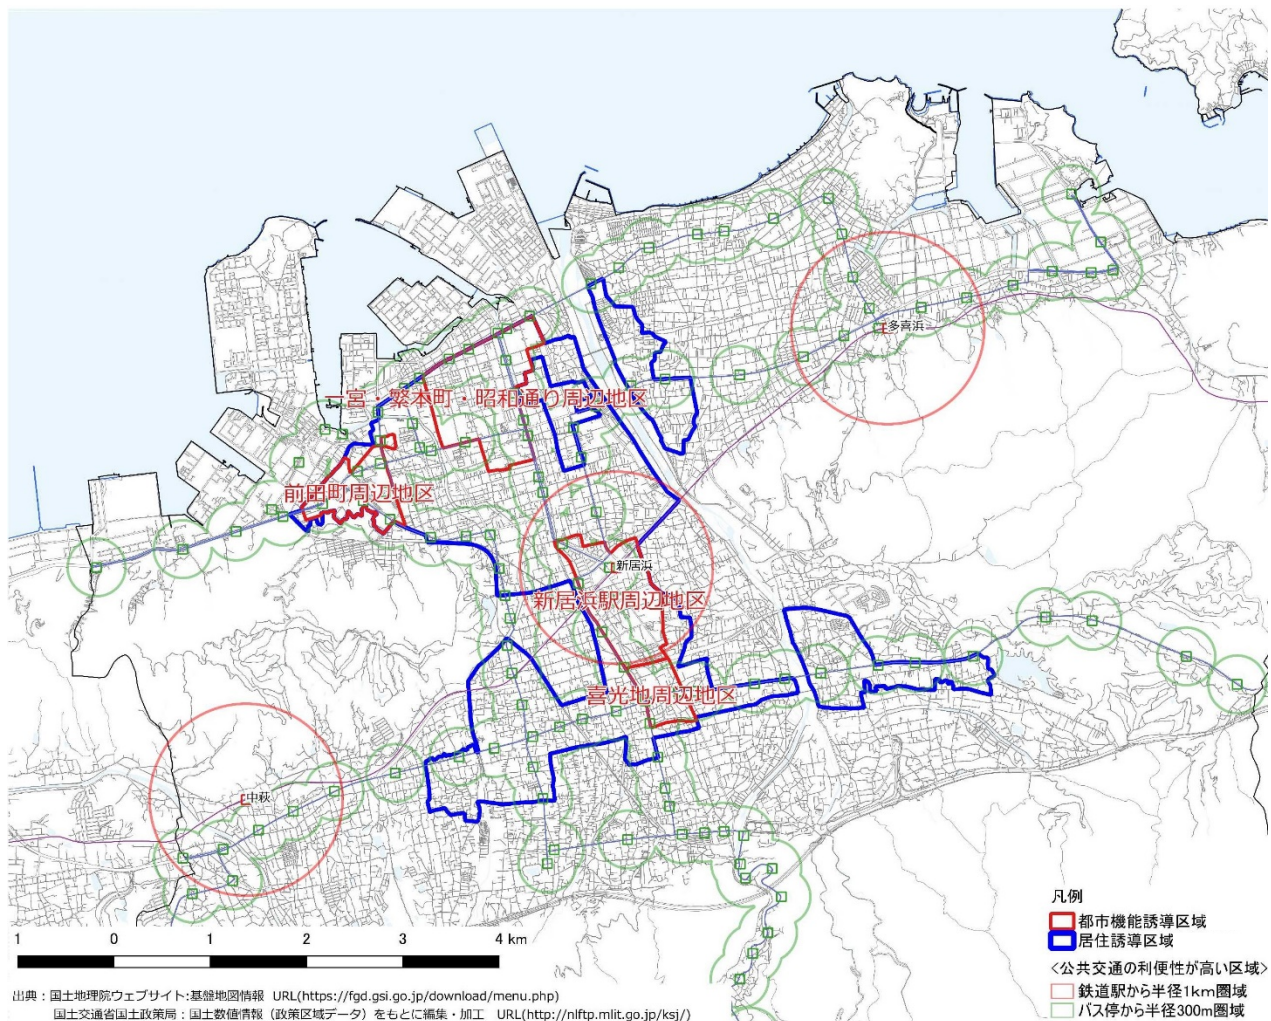 多喜浜
一宮・繁本町・昭和通り周辺地区
前田町周辺地区
新居浜
新居浜駅周辺地区
喜光地周辺地区
中萩
凡例
都市機能誘導区域
居住誘導区域
<公共交通の利便性が高い区域>
鉄道駅から半径1km圏域
バス停から半径300m圏域
1 0 1 2 3 4 km
出典：国土地理院ウェブサイト:基盤地図情報 URL(https://fgd.gsi.go.jp/download/menu.php)
国土交通省国土政策局：国土数値情報（政策区域データ）をもとに編集・加工 URL(http://nlftp.mlit.go.jp/ksj/)